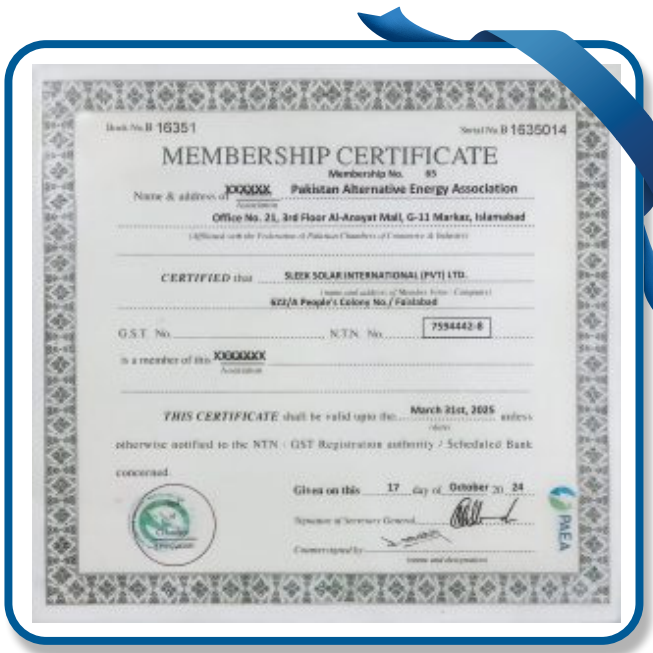 Book No.B 16351 Serial No.B 1635014
MEMBERSHIP CERTIFICATE
Membership No. 65
Name & address of XXXXXX Pakistan Alternative Energy Association
Association
Office No. 21, 3rd Floor Al-Anayat Mall, G-11 Markaz, Islamabad
(Affiliated with the Federation of Pakistan Chambers of Commerce & Industry)
CERTIFIED that SLEEK SOLAR INTERNATIONAL (PVT) LTD.
(name and address of Member Firm / Company)
622/A People's Colony No./ Faislabad
G.S.T. No. N.T.N. No. 7594442-8
is a member of this XXXXXXX
Association
THIS CERTIFICATE shall be valid upto the March 31st, 2025 unless
(date)
otherwise notified to the NTN / GST Registration authority / Scheduled Bank
concerned.
Given on this 17 day of October 20 24
Signature of Secretary General
Countersigned by
(name and designation)
PAEA